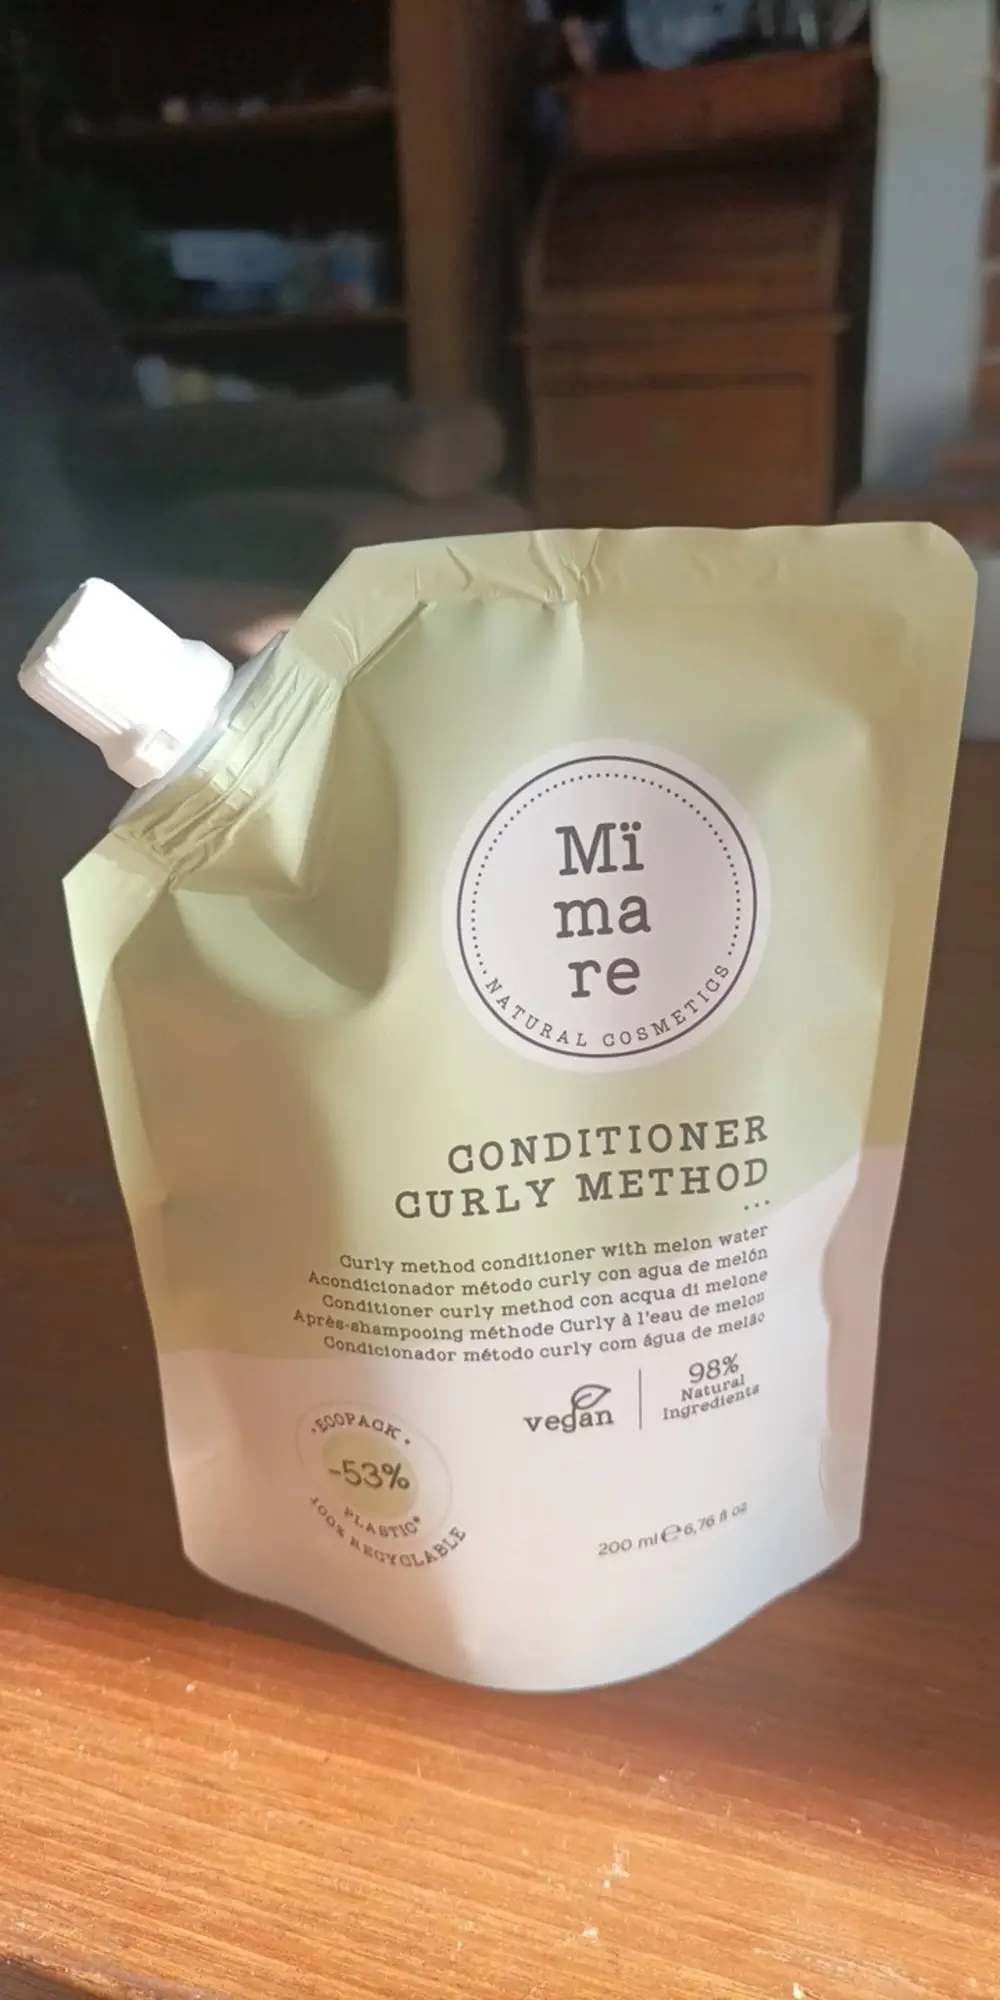 Mï
ma
re
NATURAL COSMETICS
CONDITIONER
CURLY METHOD
...
Curly method conditioner with melon water
Acondicionador método curly con agua de melón
Conditioner curly method con acqua di melone
Après-shampooing méthode Curly à l'eau de melon
Condicionador método curly com água de melão
vegan
98%
Natural
Ingredients
·ECOPACK·
-53%
PLASTIC*
100% RECYCLABLE
200 ml ℮ 6,76 fl oz